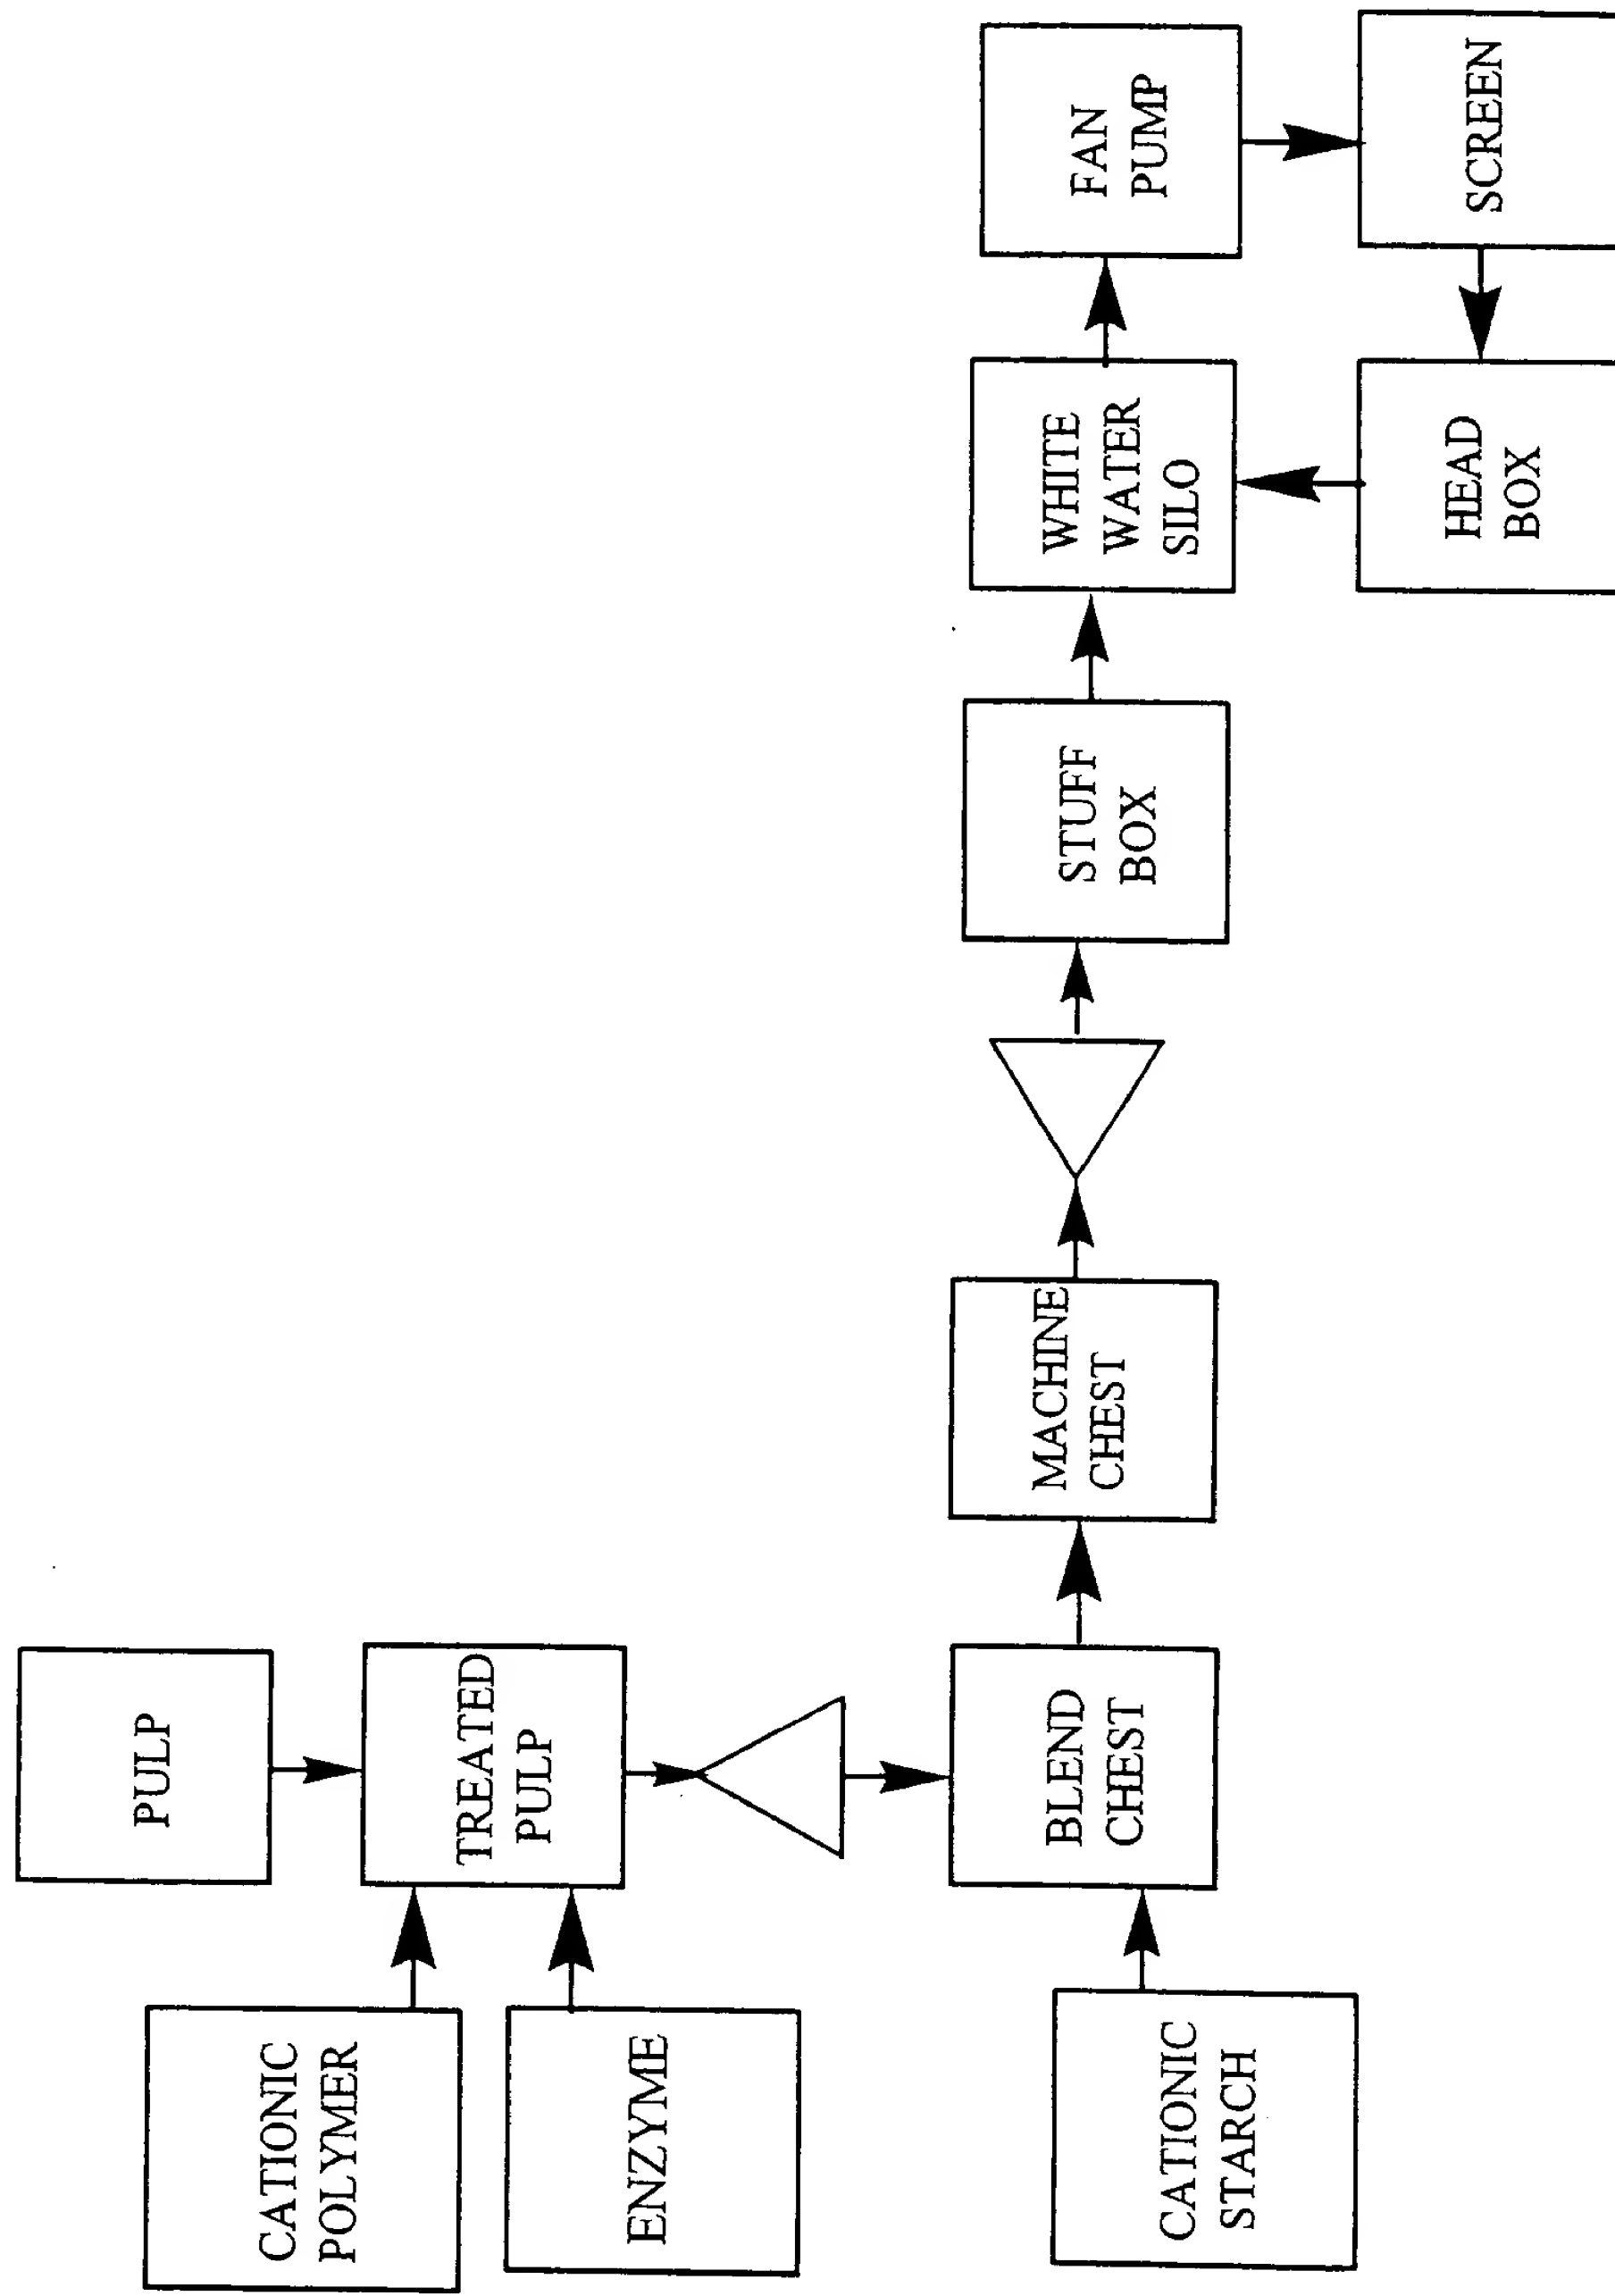 PULP
CATIONIC
POLYMER
TREATED
PULP
ENZYME
CATIONIC
STARCH
BLEND
CHEST
MACHINE
CHEST
STUFF
BOX
WHITE
WATER
SILO
FAN
PUMP
HEAD
BOX
SCREEN